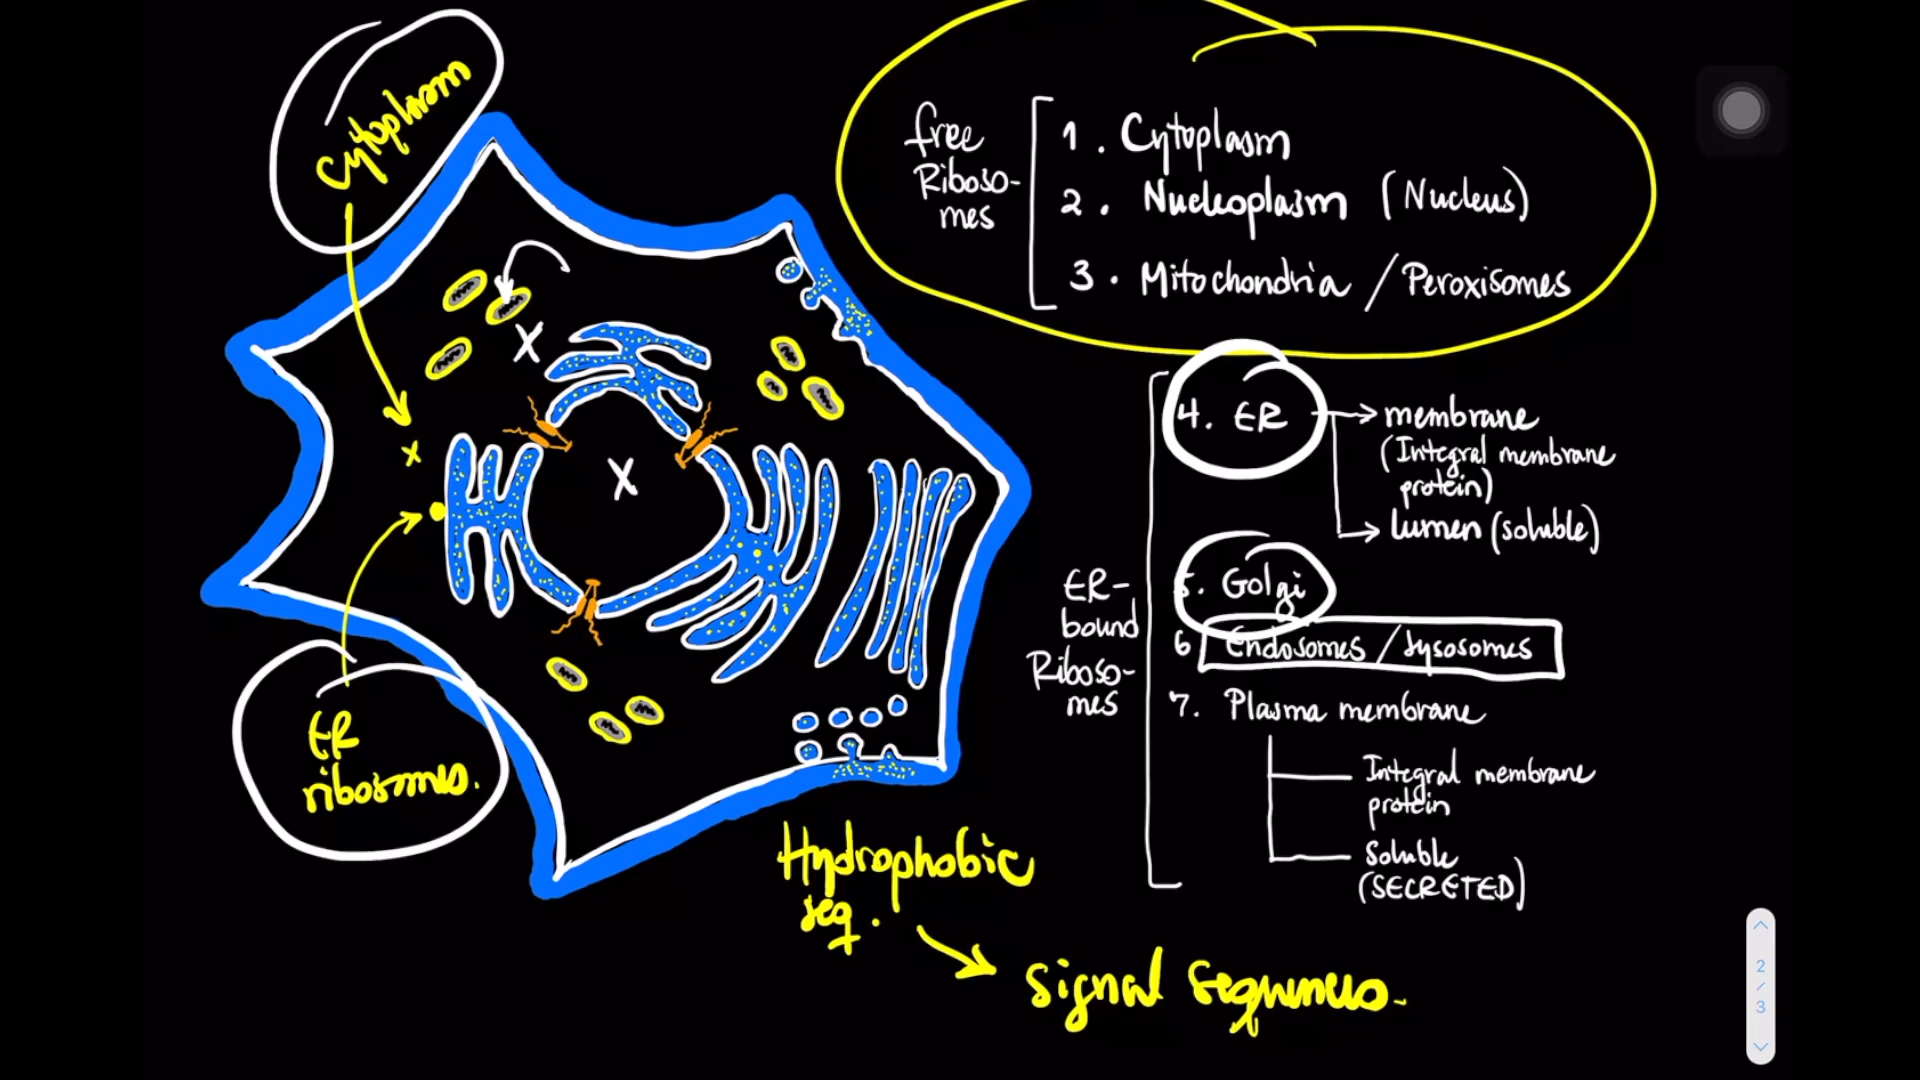 Cytoplasm
free
Riboso-
mes
1. Cytoplasm
2. Nucleoplasm (Nucleus)
3. Mitochondria / Peroxisomes
X
X
x
ER
ribosomes.
ER-
bound
Riboso-
mes
4. ER
membrane
(Integral membrane
protein)
lumen (soluble)
5. Golgi
6 Endosomes / Lysosomes
7. Plasma membrane
Integral membrane
protein
Soluble
(SECRETED)
Hydrophobic
seq.
signal sequences.
2
/
3